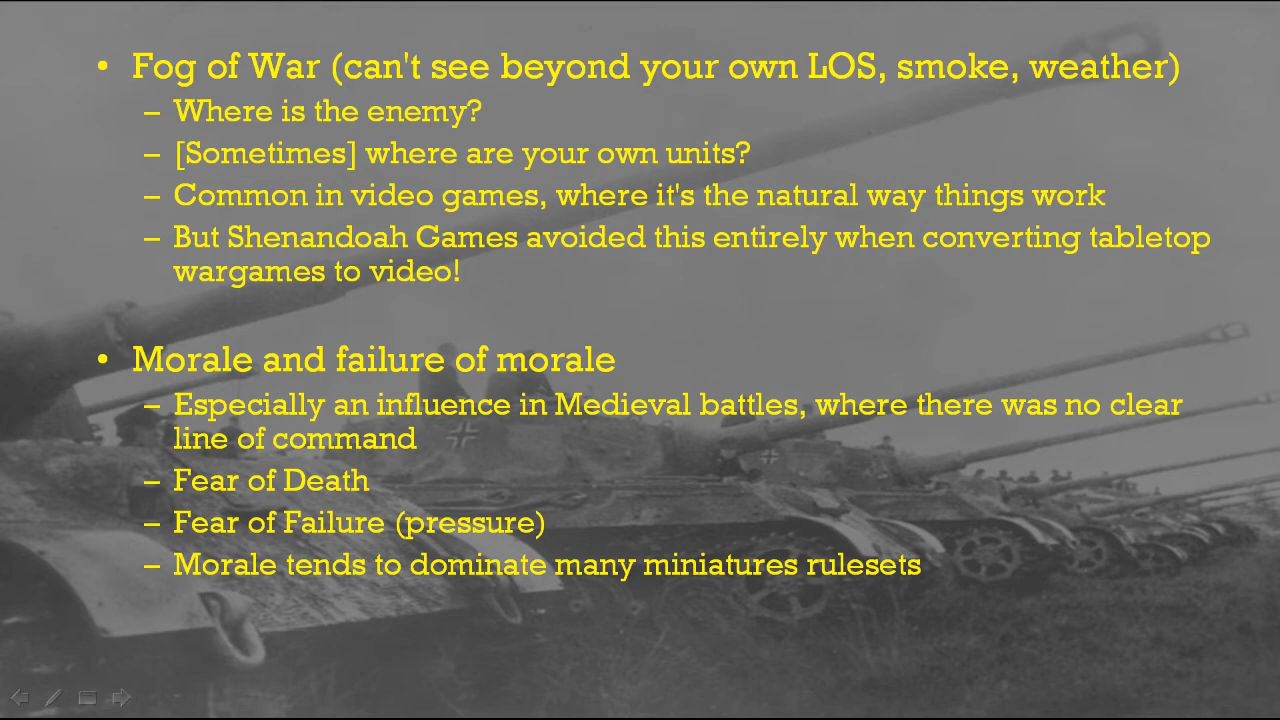 • Fog of War (can't see beyond your own LOS, smoke, weather)
– Where is the enemy?
– [Sometimes] where are your own units?
– Common in video games, where it's the natural way things work
– But Shenandoah Games avoided this entirely when converting tabletop
wargames to video!
• Morale and failure of morale
– Especially an influence in Medieval battles, where there was no clear
line of command
– Fear of Death
– Fear of Failure (pressure)
– Morale tends to dominate many miniatures rulesets